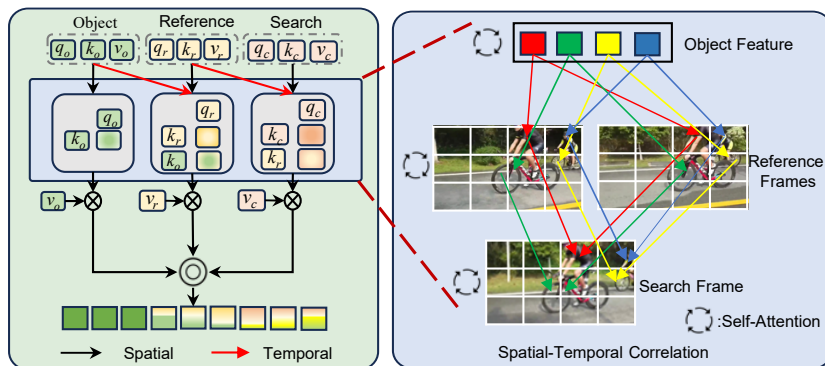 Object
Reference
Search
q_o k_o v_o
q_r k_r v_r
q_c k_c v_c
q_o
k_o
q_r
k_r
k_o
q_c
k_c
k_r
v_o
v_r
v_c
Spatial
Temporal
Object Feature
Reference
Frames
Search Frame
:Self-Attention
Spatial-Temporal Correlation